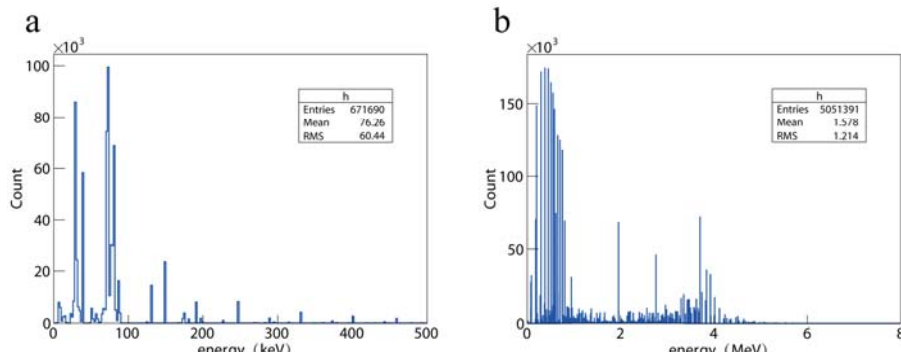 a
×10³
100
80
60
40
20
0
Count
h
Entries 671690
Mean 76.26
RMS 60.44
0 100 200 300 400 500
energy (keV)
b
×10³
150
100
50
0
Count
h
Entries 5051391
Mean 1.578
RMS 1.214
0 2 4 6 8
energy (MeV)